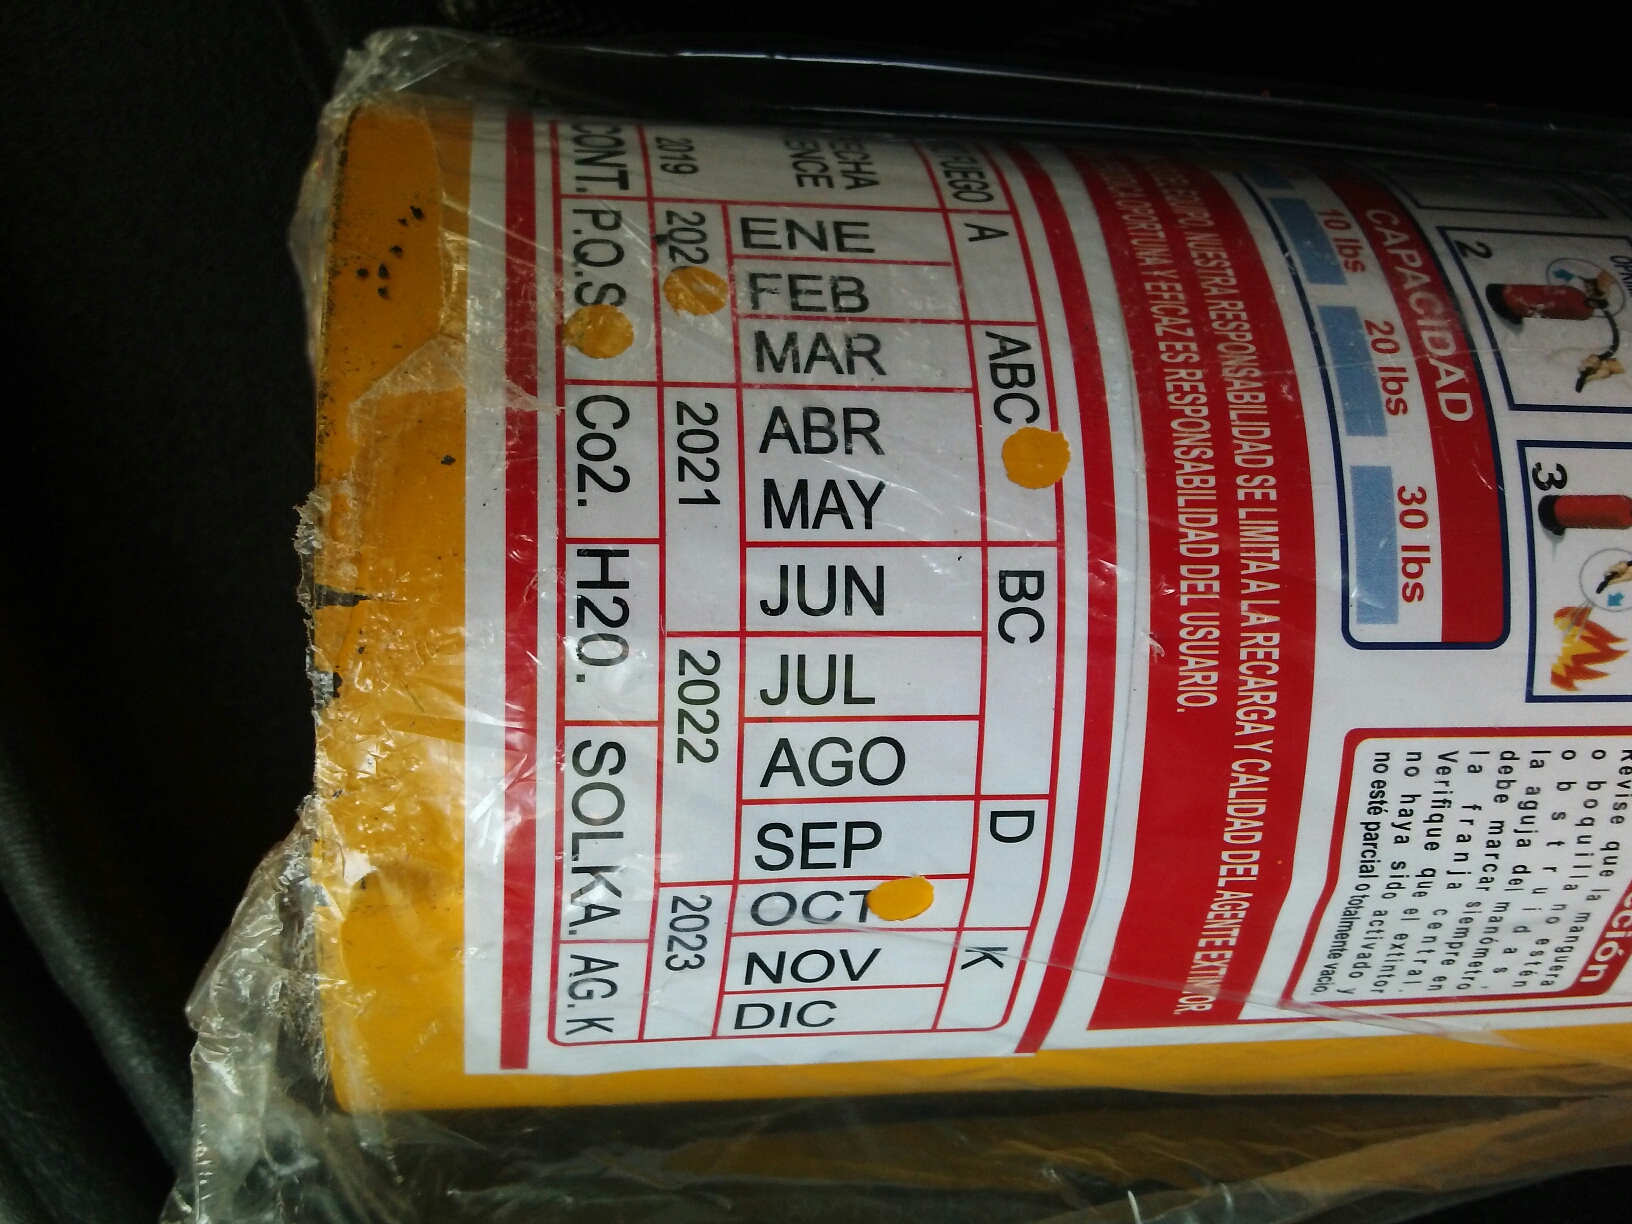 CAPACIDAD
10 lbs 20 lbs 30 lbs
2
3
Revise que la manguera
o boquilla no esté
obstruida
la aguja del manómetro,
debe marcar siempre en
la franja central.
Verifique que el extintor
no haya sido activado y
no esté parcial o totalmente vacío.
NUESTRA RESPONSABILIDAD SE LIMITA A LA RECARGA Y CALIDAD DEL AGENTE EXTINTOR
OPORTUNA Y EFICAZ ES RESPONSABILIDAD DEL USUARIO.
FUEGO A ABC BC D K
FECHA
VENCE
ENE FEB MAR ABR MAY JUN JUL AGO SEP OCT NOV DIC
2019 202 2021 2022 2023
CONT. P.Q.S Co2. H20. SOLKA. AG.K